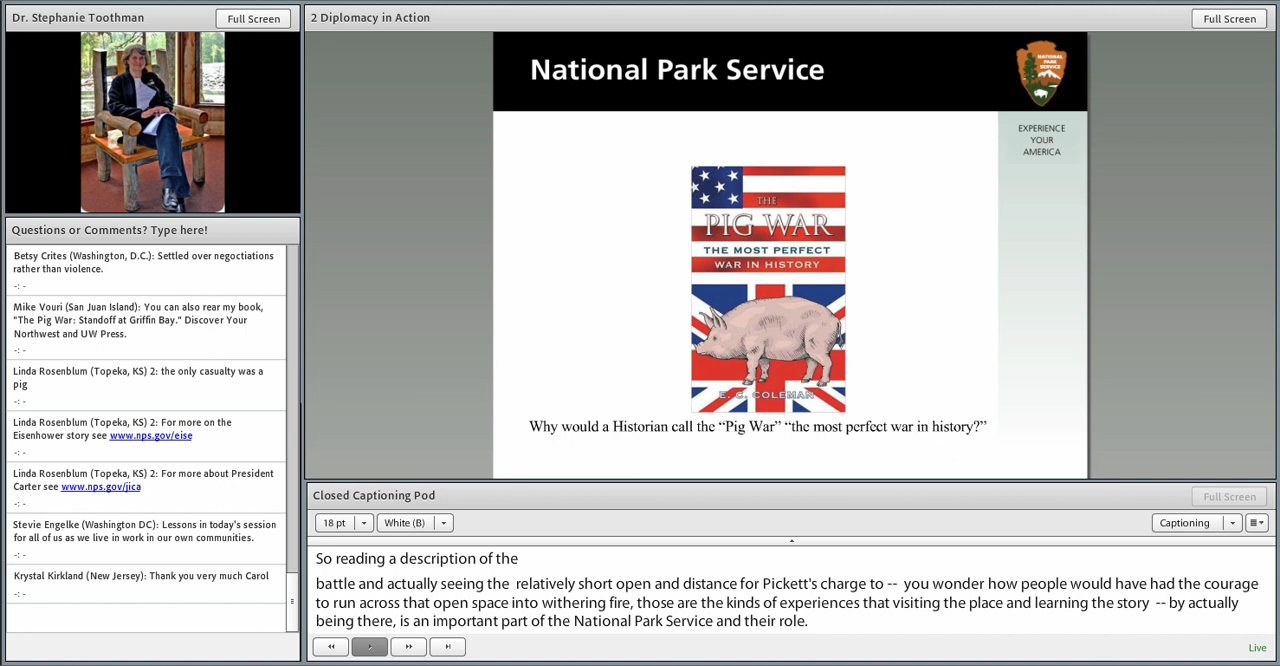 Dr. Stephanie Toothman
Full Screen
Questions or Comments? Type here!
Betsy Crites (Washington, D.C.): Settled over negoctiations
rather than violence.
-: -
Mike Vouri (San Juan Island): You can also rear my book,
"The Pig War: Standoff at Griffin Bay." Discover Your
Northwest and UW Press.
-: -
Linda Rosenblum (Topeka, KS) 2: the only casualty was a
pig
-: -
Linda Rosenblum (Topeka, KS) 2: For more on the
Eisenhower story see www.nps.gov/eise
-: -
Linda Rosenblum (Topeka, KS) 2: For more about President
Carter see www.nps.gov/jica
-: -
Stevie Engelke (Washington DC): Lessons in today's session
for all of us as we live in work in our own communities.
-: -
Krystal Kirkland (New Jersey): Thank you very much Carol
-: -
2 Diplomacy in Action
Full Screen
National Park Service
NATIONAL
PARK
SERVICE
EXPERIENCE
YOUR
AMERICA
THE
PIG WAR
THE MOST PERFECT
WAR IN HISTORY
E. C. COLEMAN
Why would a Historian call the “Pig War” “the most perfect war in history?”
Closed Captioning Pod
Full Screen
18 pt
White (B)
Captioning
So reading a description of the
battle and actually seeing the relatively short open and distance for Pickett's charge to -- you wonder how people would have had the courage
to run across that open space into withering fire, those are the kinds of experiences that visiting the place and learning the story -- by actually
being there, is an important part of the National Park Service and their role.
Live